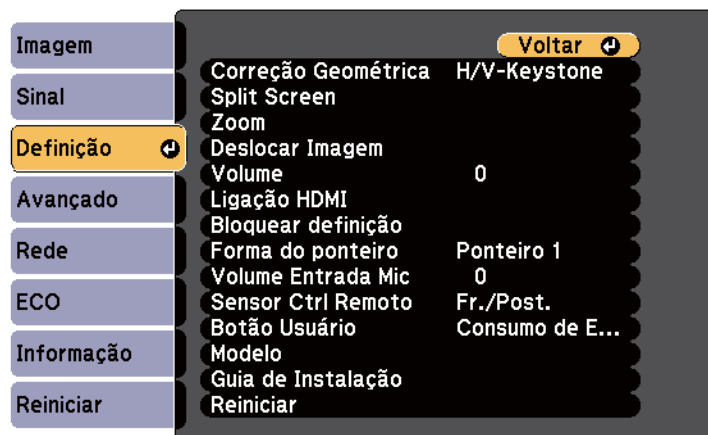 Imagem
Sinal
Definição
Avançado
Rede
ECO
Informação
Reiniciar
Voltar
Correção Geométrica H/V-Keystone
Split Screen
Zoom
Deslocar Imagem
Volume 0
Ligação HDMI
Bloquear definição
Forma do ponteiro Ponteiro 1
Volume Entrada Mic 0
Sensor Ctrl Remoto Fr./Post.
Botão Usuário Consumo de E...
Modelo
Guia de Instalação
Reiniciar